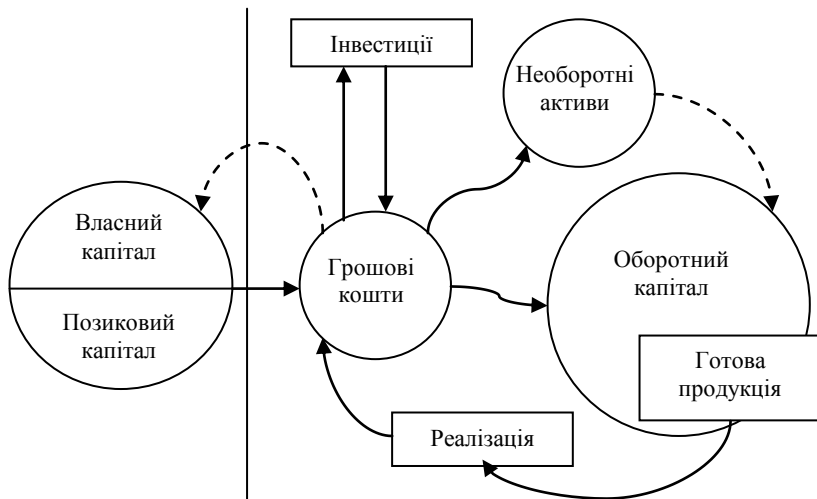 Інвестиції
Необоротні
активи
Власний
капітал
Грошові
кошти
Оборотний
капітал
Позиковий
капітал
Готова
продукція
Реалізація